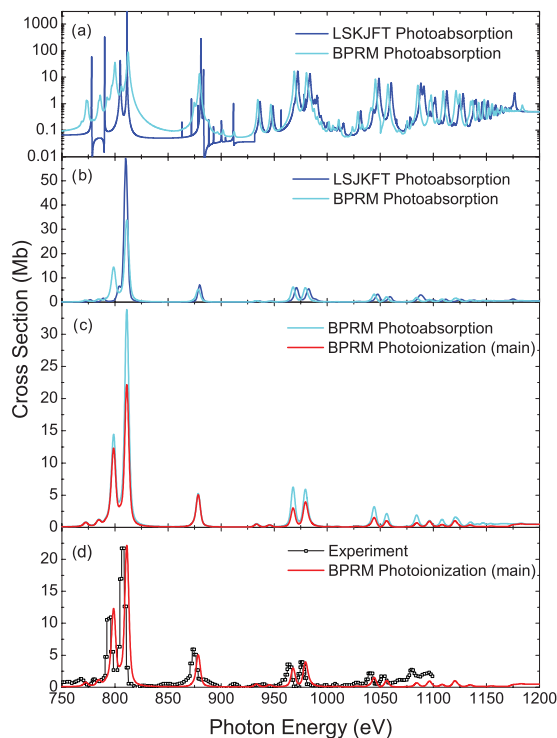 (a)
LSKJFT Photoabsorption
BPRM Photoabsorption
1000
100
10
1
0.1
0.01
(b)
LSJKFT Photoabsorption
BPRM Photoabsorption
50
40
30
20
10
0
(c)
BPRM Photoabsorption
BPRM Photoionization (main)
30
25
20
15
10
5
0
(d)
Experiment
BPRM Photoionization (main)
20
15
10
5
0
750 800 850 900 950 1000 1050 1100 1150 1200
Photon Energy (eV)
Cross Section (Mb)